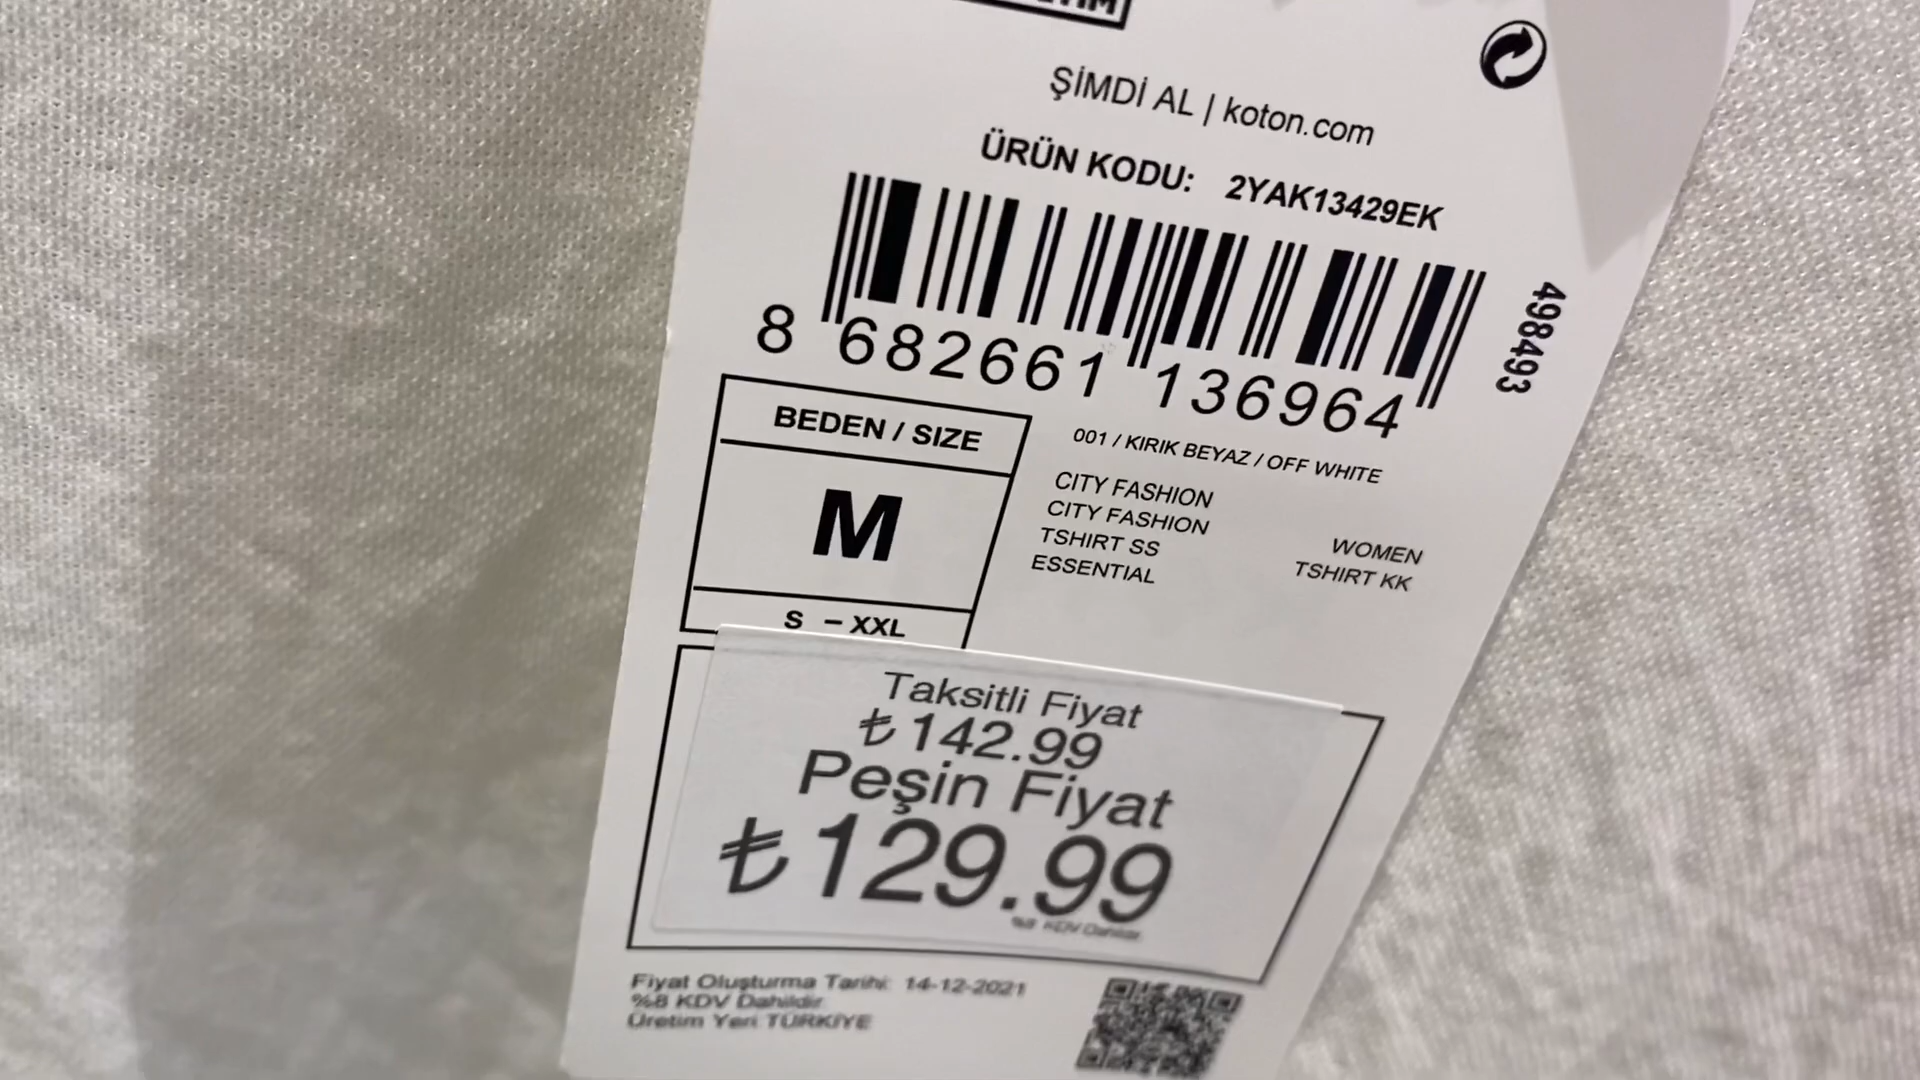 ŞİMDİ AL | koton.com
ÜRÜN KODU: 2YAK13429EK
498493
8 682661 136964
BEDEN / SIZE
M
S - XXL
001 / KIRIK BEYAZ / OFF WHITE
CITY FASHION
CITY FASHION
TSHIRT SS WOMEN
ESSENTIAL TSHIRT KK
Taksitli Fiyat
₺142.99
Peşin Fiyat
₺129.99
%8 KDV Dahildir.
Fiyat Oluşturma Tarihi: 14-12-2021
%8 KDV Dahildir
Üretim Yeri TÜRKİYE